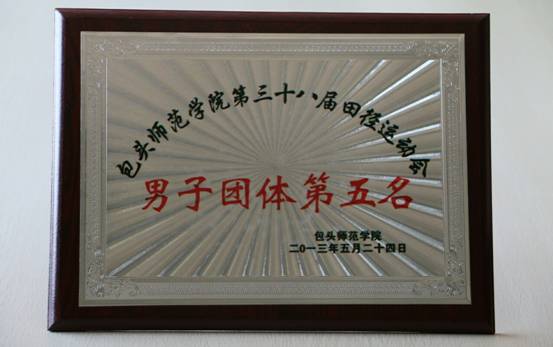 包头师范学院第三十八届田径运动会
男子团体第五名
包头师范学院
二0一三年五月二十四日